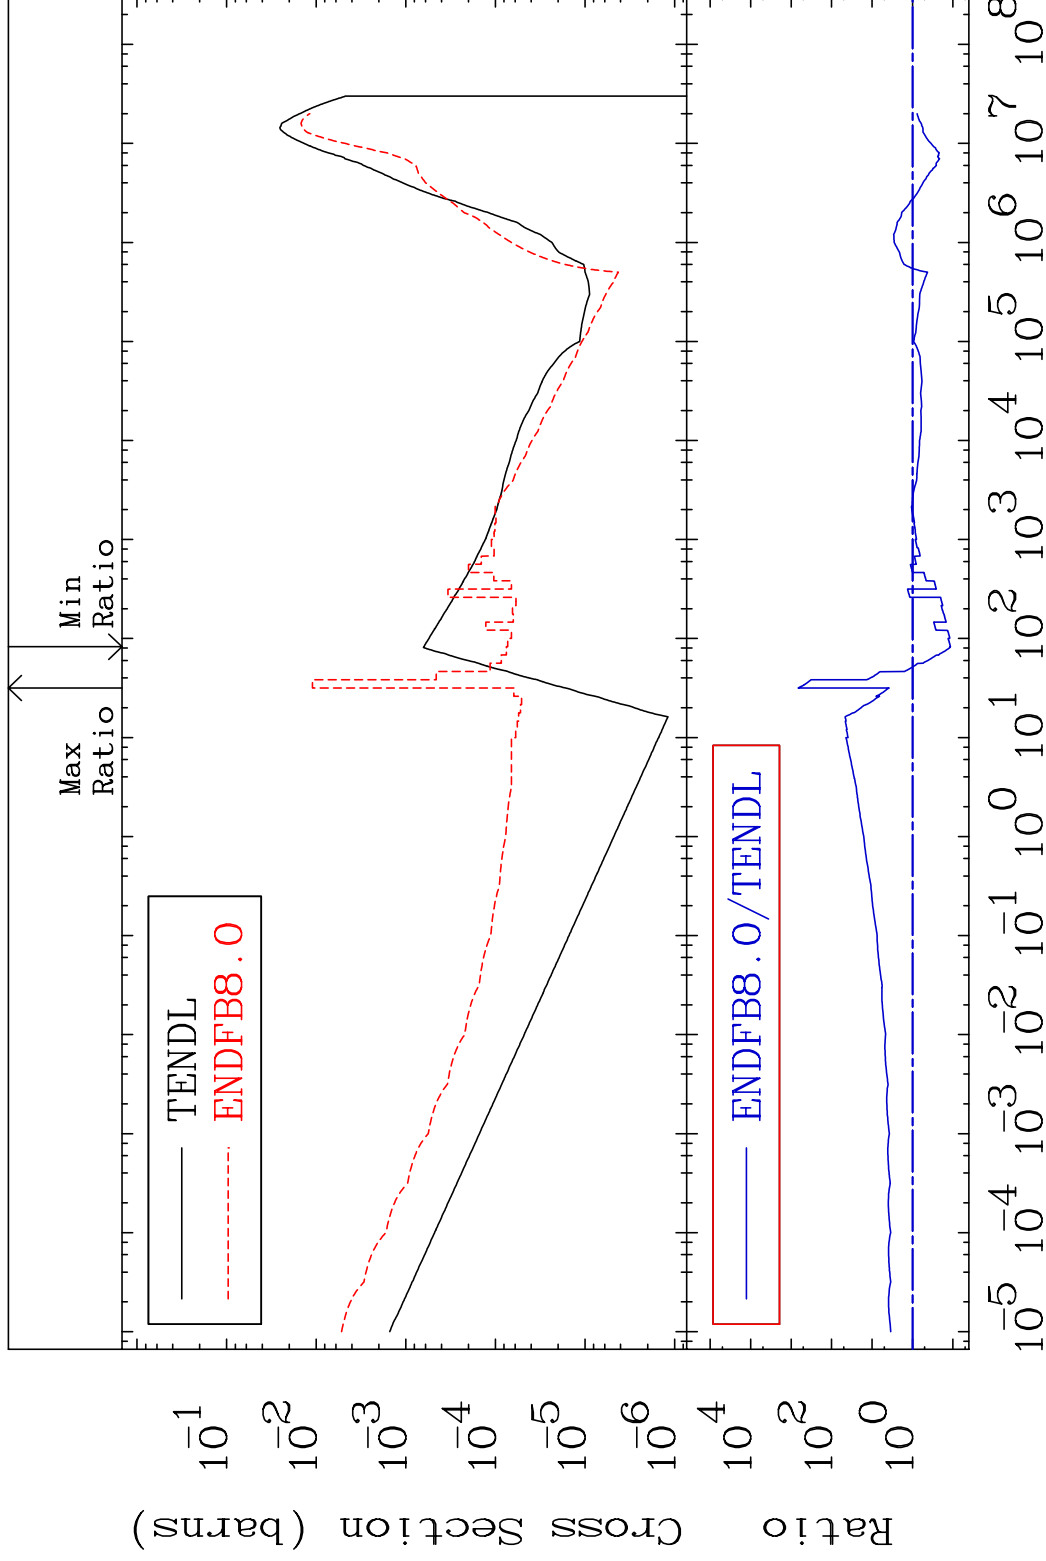 Max
Ratio
Min
Ratio
TENDL
ENDFB8.0
Cross Section (barns)
10-1
10-2
10-3
10-4
10-5
10-6
ENDFB8.0/TENDL
Ratio
10 4
10 2
10 0
10-5 10-4 10-3 10-2 10-1 10 0 10 1 10 2 10 3 10 4 10 5 10 6 10 7 10 8